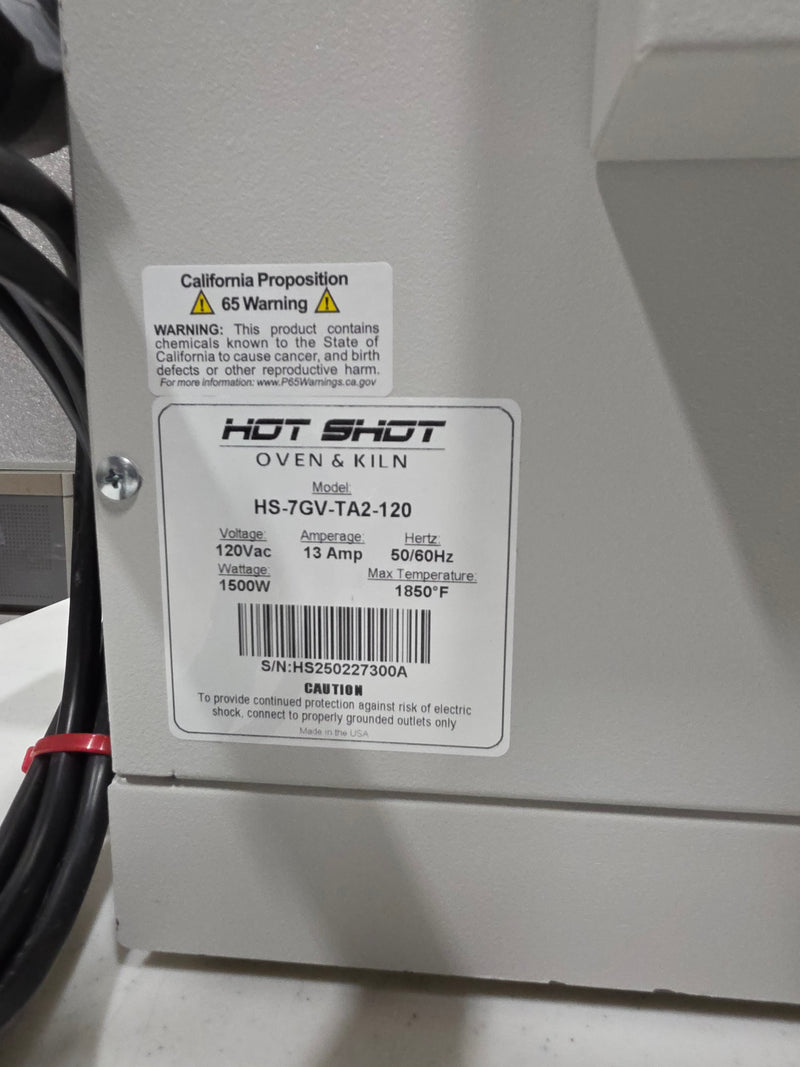 California Proposition
65 Warning
WARNING: This product contains
chemicals known to the State of
California to cause cancer, and birth
defects or other reproductive harm.
For more information: www.P65Warnings.ca.gov
HOT SHOT
OVEN & KILN
Model:
HS-7GV-TA2-120
Voltage: Amperage: Hertz:
120Vac 13 Amp 50/60Hz
Wattage: Max Temperature:
1500W 1850°F
S/N:HS250227300A
CAUTION
To provide continued protection against risk of electric
shock, connect to properly grounded outlets only
Made in the USA